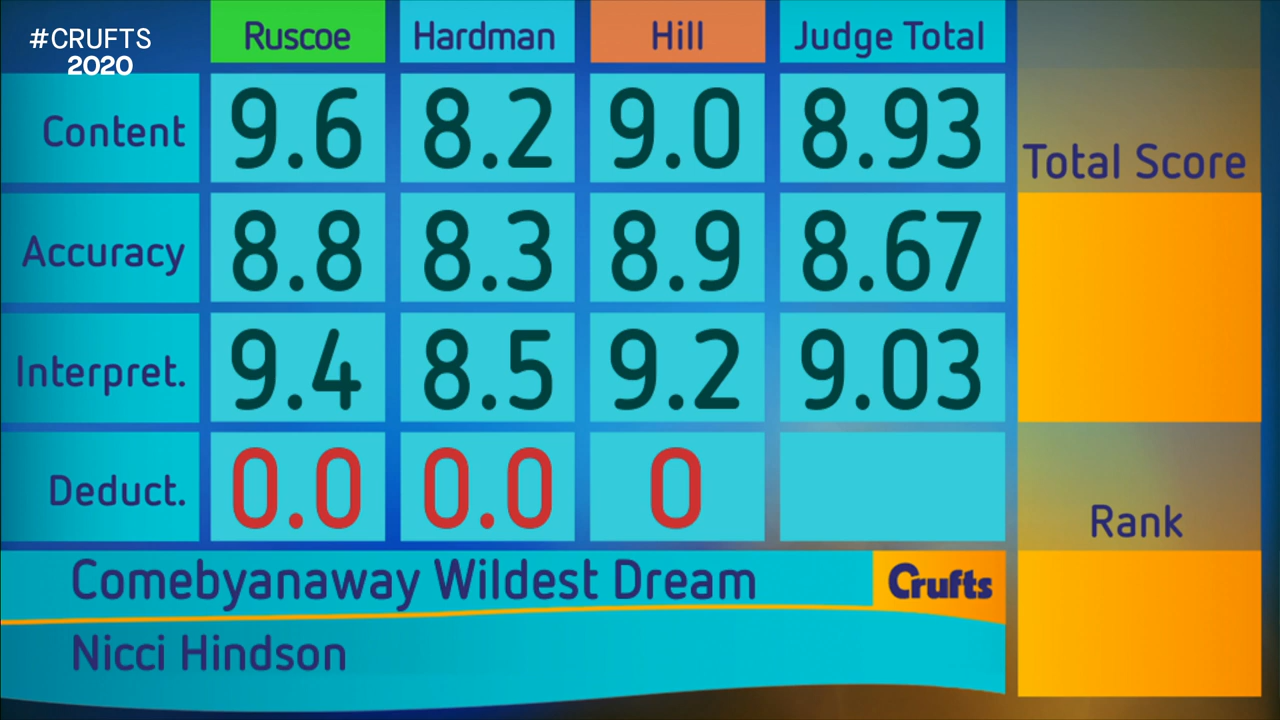 #CRUFTS
2020
Ruscoe Hardman Hill Judge Total
Content 9.6 8.2 9.0 8.93
Total Score
Accuracy 8.8 8.3 8.9 8.67
Interpret. 9.4 8.5 9.2 9.03
Deduct. 0.0 0.0 0
Rank
Comebyanaway Wildest Dream Crufts
Nicci Hindson